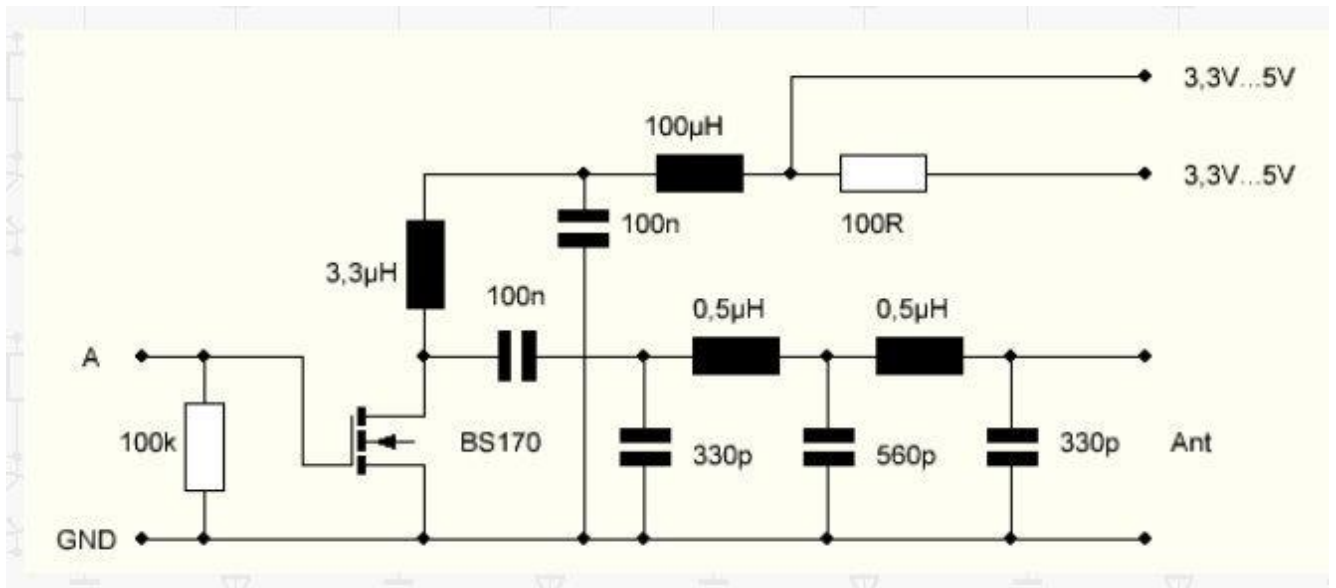 3,3V...5V
100µH
3,3V...5V
100n
100R
3,3µH
100n
0,5µH
0,5µH
A
100k
BS170
330p
560p
330p
Ant
GND